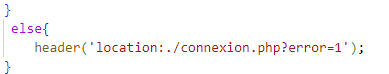 }
else{
header('location:./connexion.php?error=1');
}